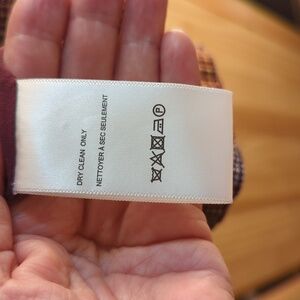 DRY CLEAN ONLY
NETTOYER À SEC SEULEMENT
P